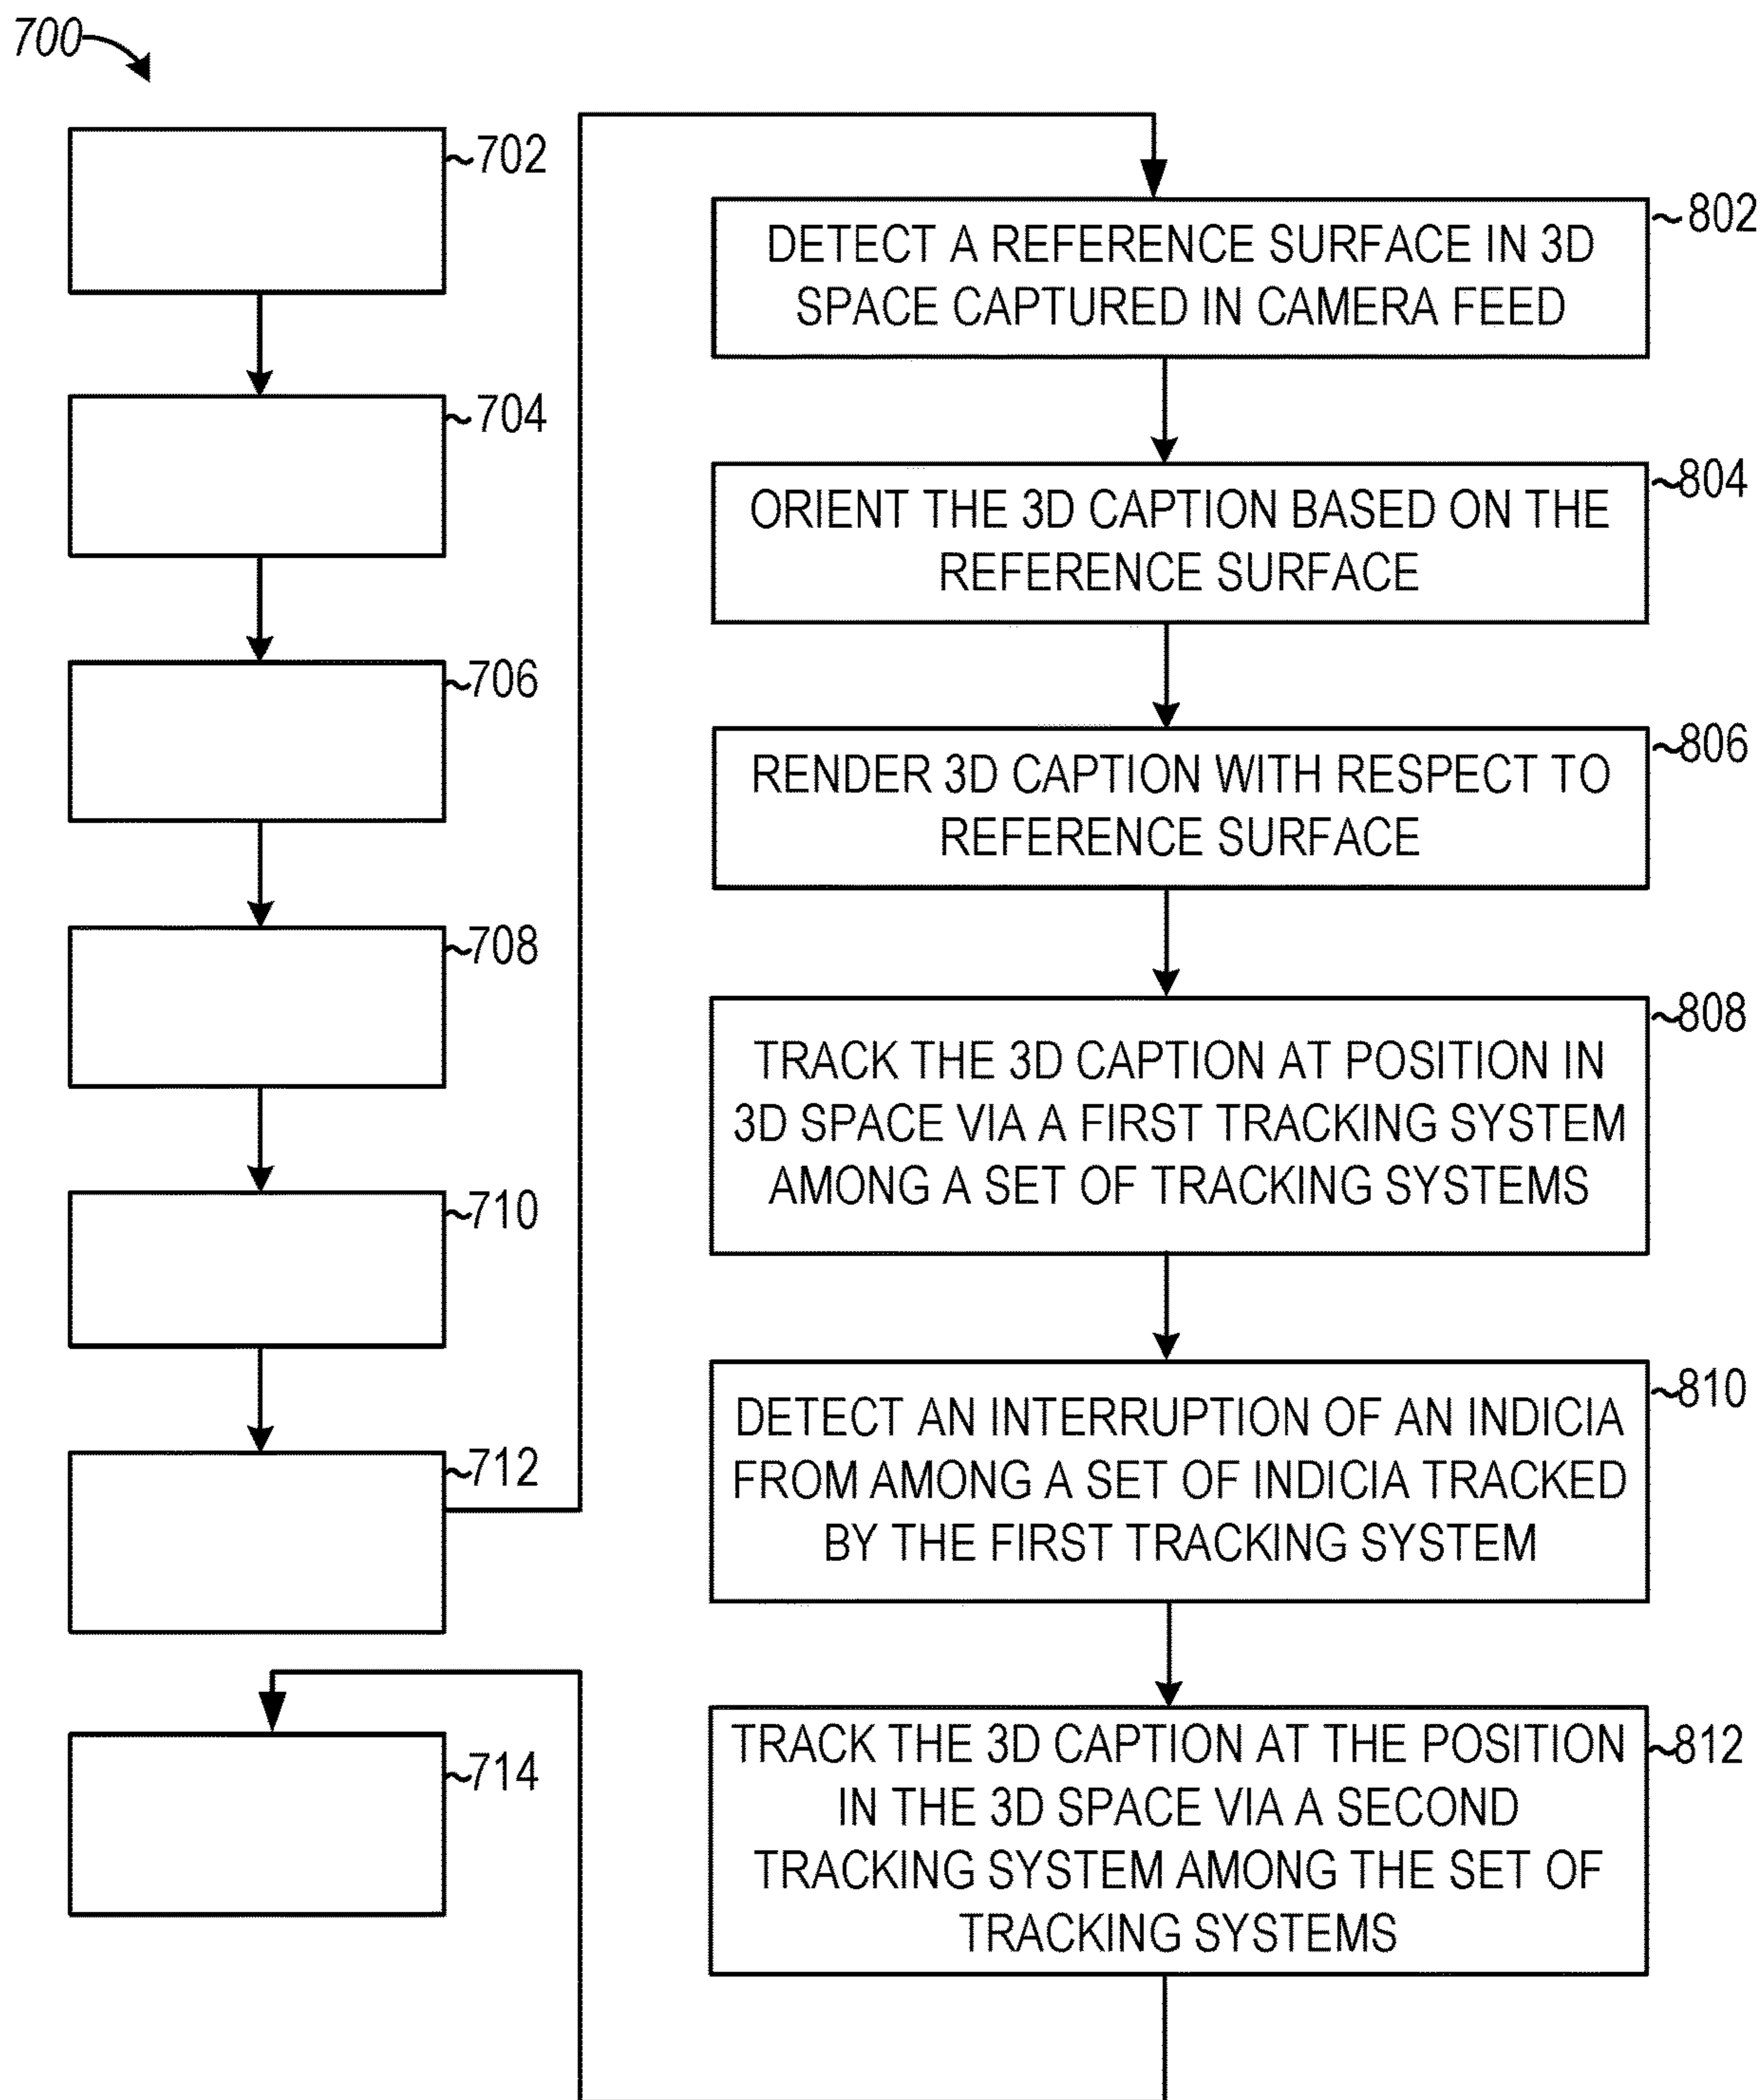 700
702
704
706
708
710
712
714
802
DETECT A REFERENCE SURFACE IN 3D
SPACE CAPTURED IN CAMERA FEED
804
ORIENT THE 3D CAPTION BASED ON THE
REFERENCE SURFACE
806
RENDER 3D CAPTION WITH RESPECT TO
REFERENCE SURFACE
808
TRACK THE 3D CAPTION AT POSITION IN
3D SPACE VIA A FIRST TRACKING SYSTEM
AMONG A SET OF TRACKING SYSTEMS
810
DETECT AN INTERRUPTION OF AN INDICIA
FROM AMONG A SET OF INDICIA TRACKED
BY THE FIRST TRACKING SYSTEM
812
TRACK THE 3D CAPTION AT THE POSITION
IN THE 3D SPACE VIA A SECOND
TRACKING SYSTEM AMONG THE SET OF
TRACKING SYSTEMS